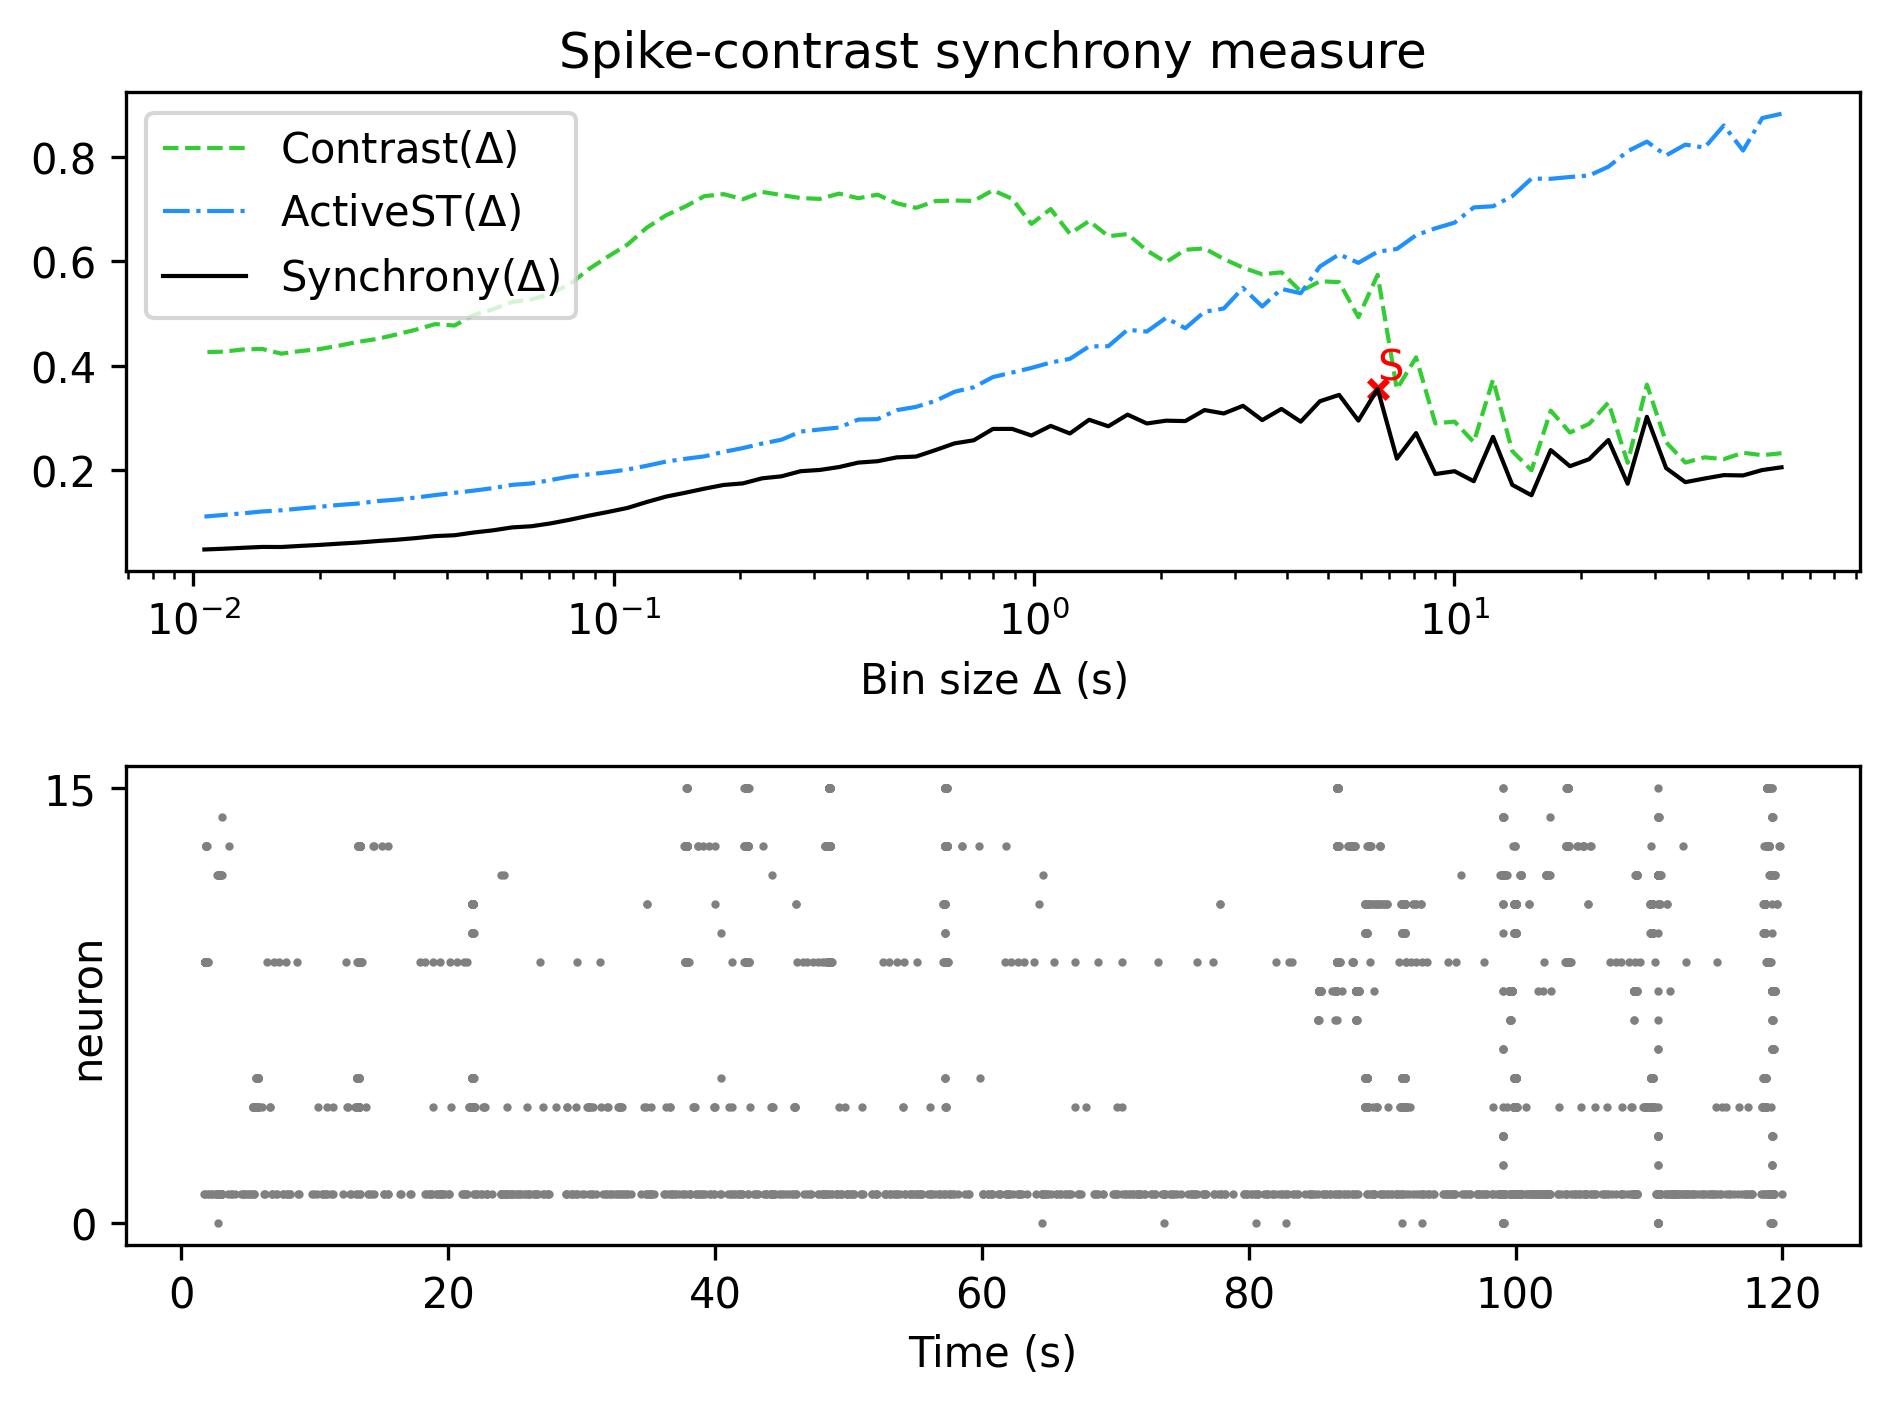 Spike-contrast synchrony measure
Contrast(Δ)
ActiveST(Δ)
Synchrony(Δ)
0.8
0.6
0.4
0.2
S
10⁻² 10⁻¹ 10⁰ 10¹
Bin size Δ (s)
15
0
neuron
0 20 40 60 80 100 120
Time (s)